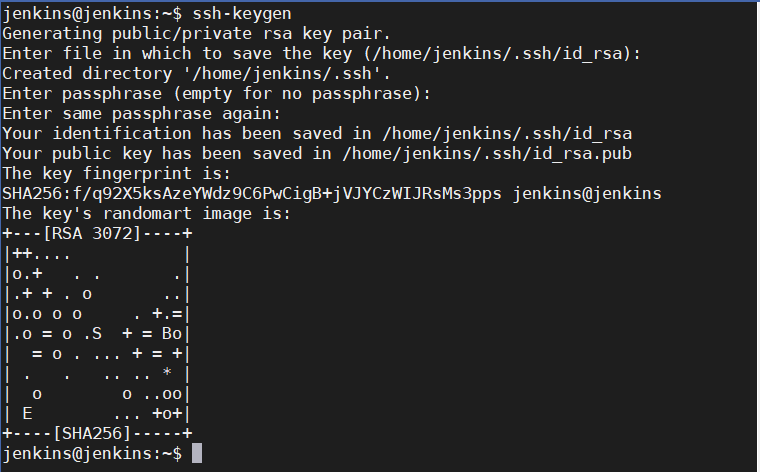 jenkins@jenkins:~$ ssh-keygen
Generating public/private rsa key pair.
Enter file in which to save the key (/home/jenkins/.ssh/id_rsa):
Created directory '/home/jenkins/.ssh'.
Enter passphrase (empty for no passphrase):
Enter same passphrase again:
Your identification has been saved in /home/jenkins/.ssh/id_rsa
Your public key has been saved in /home/jenkins/.ssh/id_rsa.pub
The key fingerprint is:
SHA256:f/q92X5ksAzeYWdz9C6PwCigB+jVJYCzWIJRsMs3pps jenkins@jenkins
The key's randomart image is:
+---[RSA 3072]----+
|++....           |
|o.+   . .       .|
|.+ + . o       ..|
|o.o o o     . +.=|
|.o = o .S  + = Bo|
|  = o . ... + = +|
| .   .   .. .. * |
|  o        o ..oo|
| E        ... +o+|
+----[SHA256]-----+
jenkins@jenkins:~$